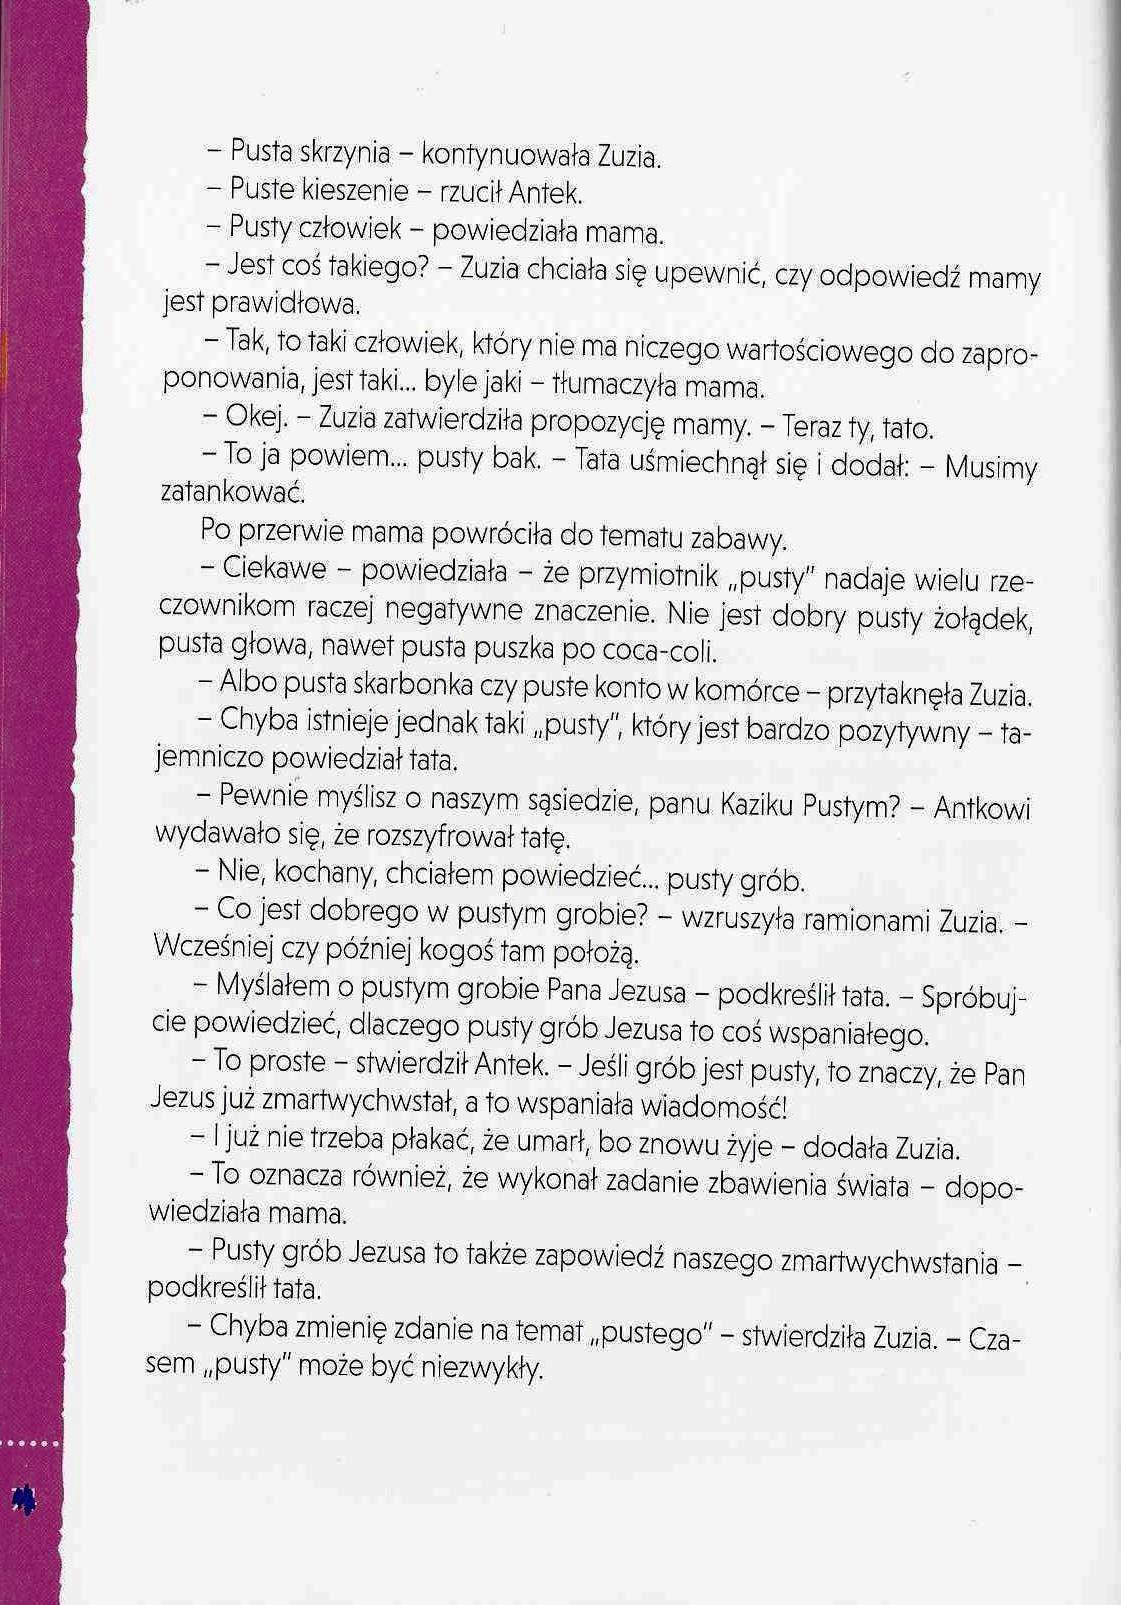 – Pusta skrzynia – kontynuowała Zuzia.
– Puste kieszenie – rzucił Antek.
– Pusty człowiek – powiedziała mama.
– Jest coś takiego? – Zuzia chciała się upewnić, czy odpowiedź mamy
jest prawidłowa.
– Tak, to taki człowiek, który nie ma niczego wartościowego do zapro-
ponowania, jest taki... byle jaki – tłumaczyła mama.
– Okej. – Zuzia zatwierdziła propozycję mamy. – Teraz ty, tato.
– To ja powiem... pusty bak. – Tata uśmiechnął się i dodał: – Musimy
zatankować.
Po przerwie mama powróciła do tematu zabawy.
– Ciekawe – powiedziała – że przymiotnik „pusty" nadaje wielu rze-
czownikom raczej negatywne znaczenie. Nie jest dobry pusty żołądek,
pusta głowa, nawet pusta puszka po coca-coli.
– Albo pusta skarbonka czy puste konto w komórce – przytaknęła Zuzia.
– Chyba istnieje jednak taki „pusty", który jest bardzo pozytywny – ta-
jemniczo powiedział tata.
– Pewnie myślisz o naszym sąsiedzie, panu Kaziku Pustym? – Antkowi
wydawało się, że rozszyfrował tatę.
– Nie, kochany, chciałem powiedzieć... pusty grób.
– Co jest dobrego w pustym grobie? – wzruszyła ramionami Zuzia. –
Wcześniej czy później kogoś tam położą.
– Myślałem o pustym grobie Pana Jezusa – podkreślił tata. – Spróbuj-
cie powiedzieć, dlaczego pusty grób Jezusa to coś wspaniałego.
– To proste – stwierdził Antek. – Jeśli grób jest pusty, to znaczy, że Pan
Jezus już zmartwychwstał, a to wspaniała wiadomość!
– I już nie trzeba płakać, że umarł, bo znowu żyje – dodała Zuzia.
– To oznacza również, że wykonał zadanie zbawienia świata – dopo-
wiedziała mama.
– Pusty grób Jezusa to także zapowiedź naszego zmartwychwstania –
podkreślił tata.
– Chyba zmienię zdanie na temat „pustego" – stwierdziła Zuzia. – Cza-
sem „pusty" może być niezwykły.